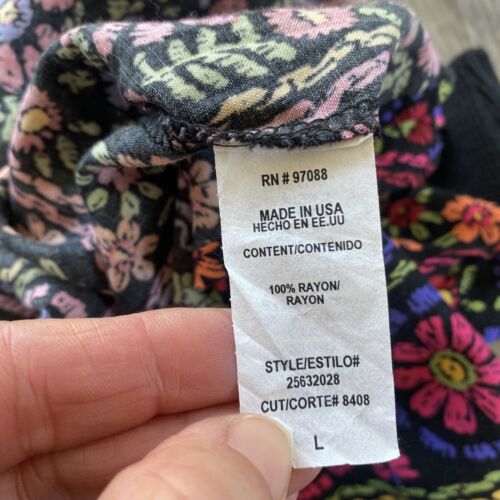 RN # 97088
MADE IN USA
HECHO EN EE.UU
CONTENT/CONTENIDO
100% RAYON/
RAYON
STYLE/ESTILO#
25632028
CUT/CORTE# 8408
L